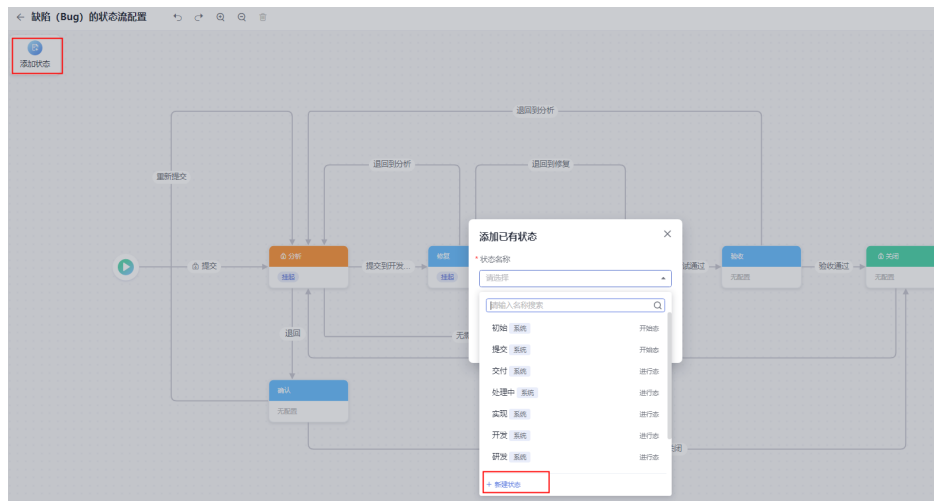 缺陷（Bug）的状态流配置
添加状态
退回到分析
退回到分析
退回到修复
重新提交
添加已有状态
* 状态名称
请选择
请输入名称搜索
初始 系统 开始态
提交 系统 开始态
交付 系统 进行态
处理中 系统 进行态
实现 系统 进行态
开发 系统 进行态
研发 系统 进行态
+ 新建状态
提交
分析
挂起
提交到开发...
修复
挂起
试通过
验收
无配置
验收通过
关闭
无配置
退回
无
确认
无配置
闭